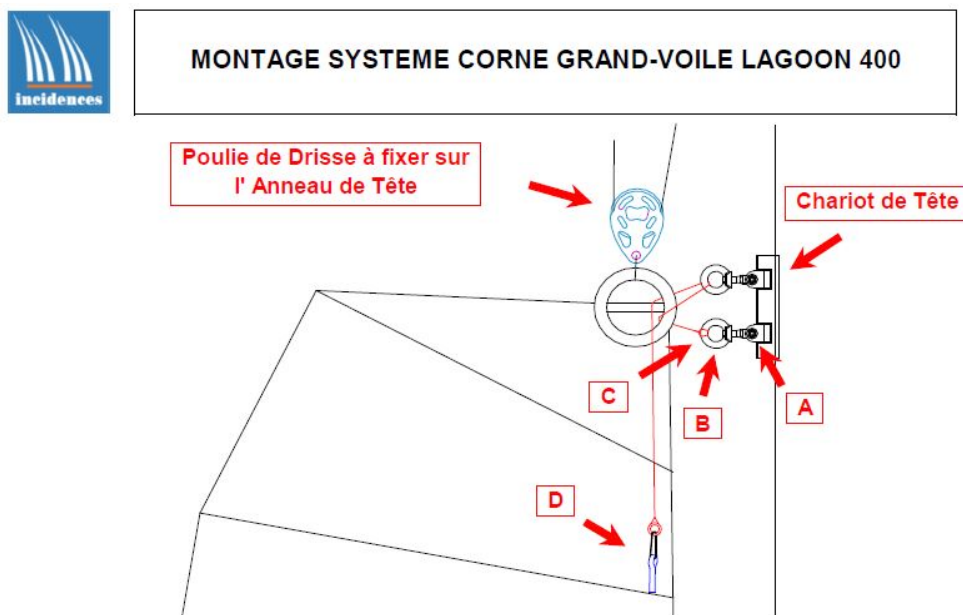 incidences
MONTAGE SYSTEME CORNE GRAND-VOILE LAGOON 400
Poulie de Drisse à fixer sur
l' Anneau de Tête
Chariot de Tête
C
B
A
D